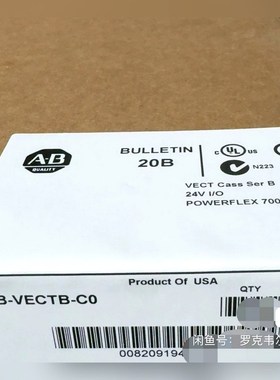 A-B
QUALITY
BULLETIN
20B
c UL US
N223
VECT Cass Ser B
24V I/O
POWERFLEX 700
B-VECTB-C0
Product Of USA
QTY
008209194
闲鱼号：罗克韦